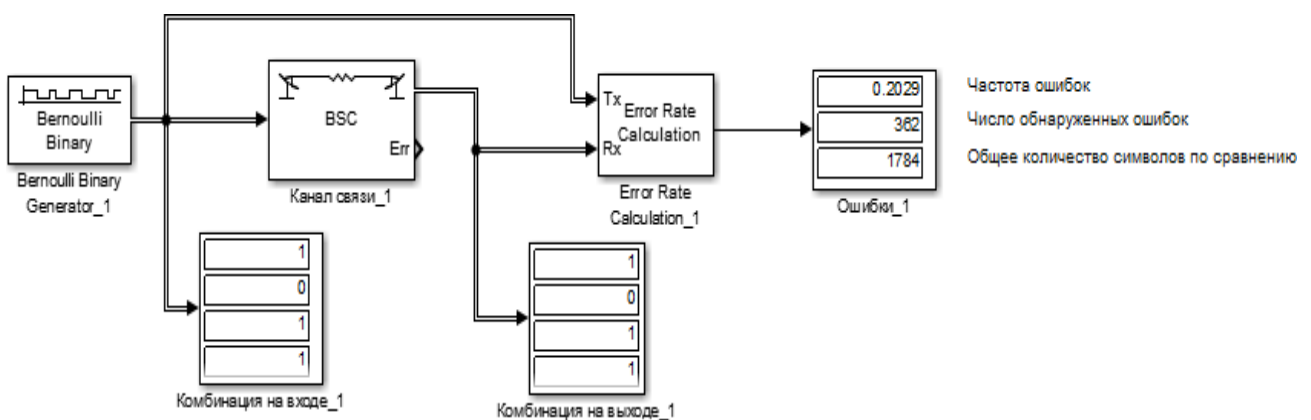 Bernoulli
Binary
Bernoulli Binary
Generator_1
BSC
Err
Канал связи_1
Tx
Rx
Error Rate
Calculation
Error Rate
Calculation_1
0.2029
362
1784
Ошибки_1
Частота ошибок
Число обнаруженных ошибок
Общее количество символов по сравнению
1
0
1
1
Комбинация на входе_1
1
0
1
1
Комбинация на выходе_1